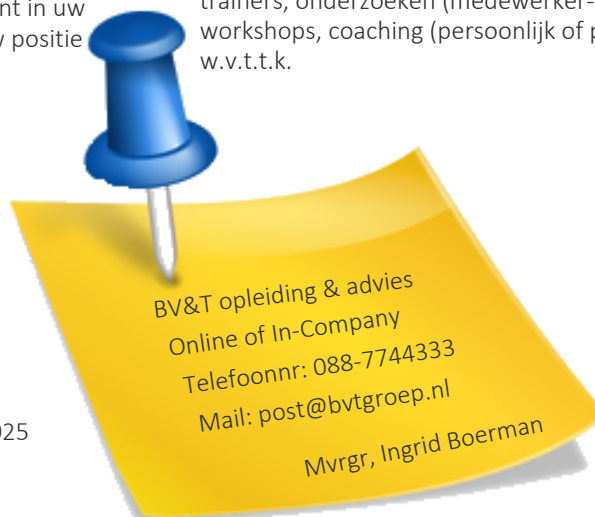 nt in uw
positie
trainers, onderzoeken (medewerker-
workshops, coaching (persoonlijk of p
w.v.t.t.k.
BV&T opleiding & advies
Online of In-Company
Telefoonnr: 088-7744333
Mail: post@bvtgroep.nl
Mvrgr, Ingrid Boerman
025